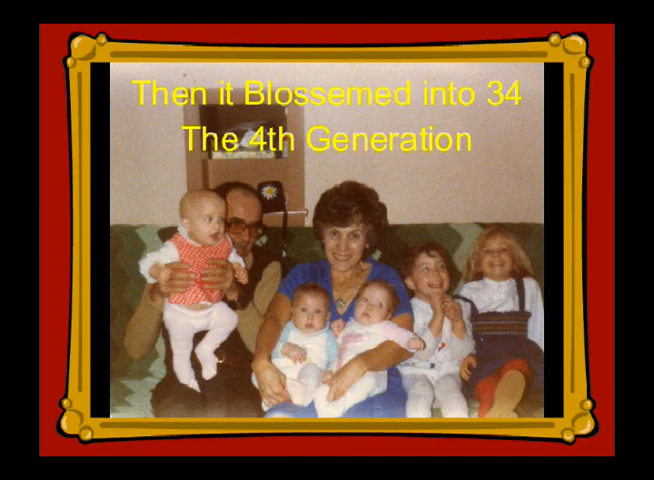 Then it Blossemed into 34
The 4th Generation